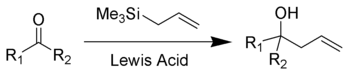 O
R₁ R₂
Me₃Si
Lewis Acid
OH
R₁
R₂